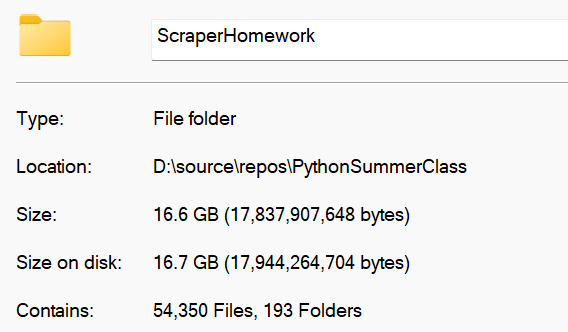 ScraperHomework
Type: File folder
Location: D:\source\repos\PythonSummerClass
Size: 16.6 GB (17,837,907,648 bytes)
Size on disk: 16.7 GB (17,944,264,704 bytes)
Contains: 54,350 Files, 193 Folders